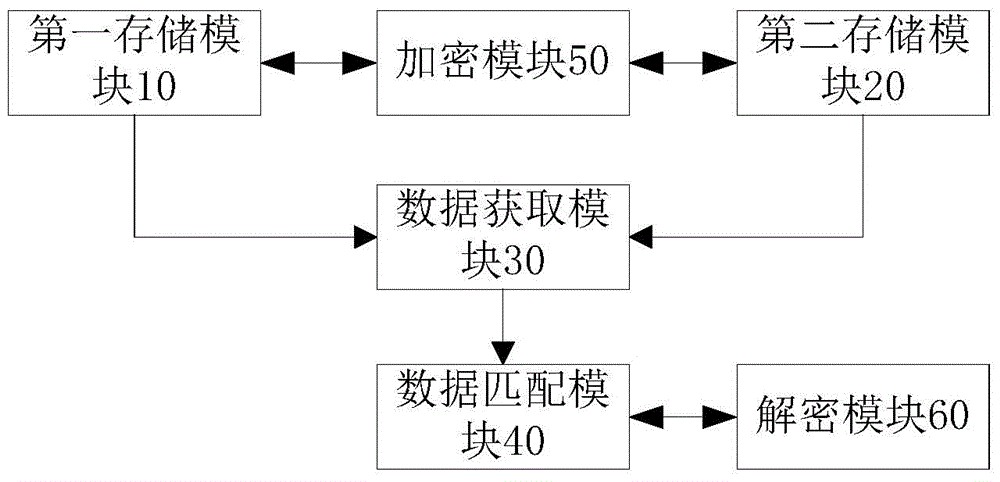 第一存储模
块10
加密模块50
第二存储模
块20
数据获取模
块30
数据匹配模
块40
解密模块60